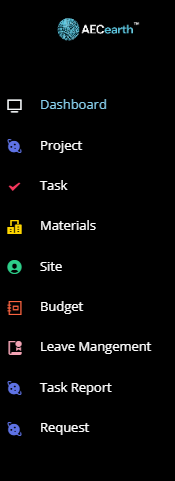 AECearth™
Dashboard
Project
Task
Materials
Site
Budget
Leave Mangement
Task Report
Request